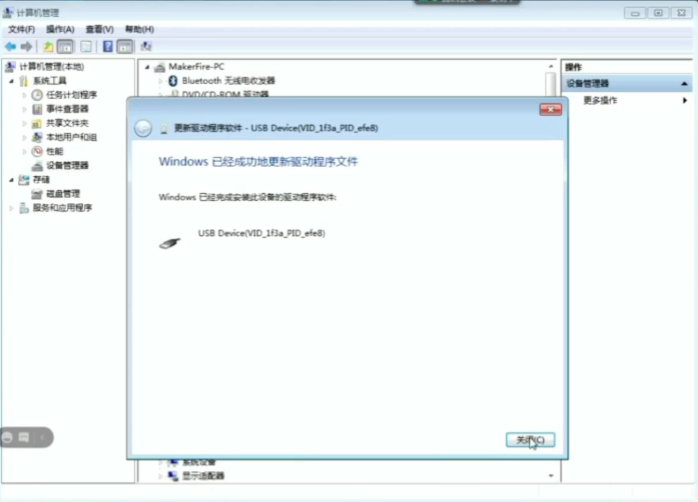 计算机管理
文件(F) 操作(A) 查看(V) 帮助(H)
计算机管理(本地)
系统工具
任务计划程序
事件查看器
共享文件夹
本地用户和组
性能
设备管理器
存储
磁盘管理
服务和应用程序
MakerFire-PC
Bluetooth 无线电收发器
DVD/CD-ROM 驱动器
操作
设备管理器
更多操作
更新驱动程序软件 - USB Device(VID_1f3a_PID_efe8)
Windows 已经成功地更新驱动程序文件
Windows 已经完成安装此设备的驱动程序软件:
USB Device(VID_1f3a_PID_efe8)
关闭(C)
系统设备
显示适配器